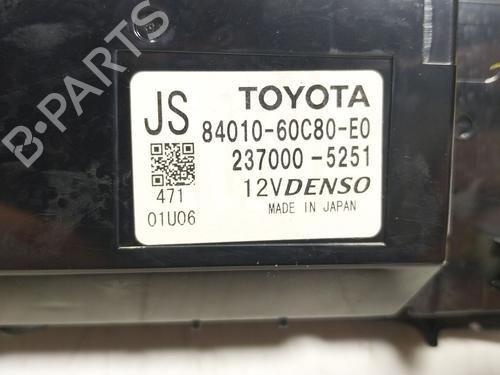 B-PARTS
JS TOYOTA
84010-60C80-E0
237000-5251
471 12V DENSO
01U06 MADE IN JAPAN